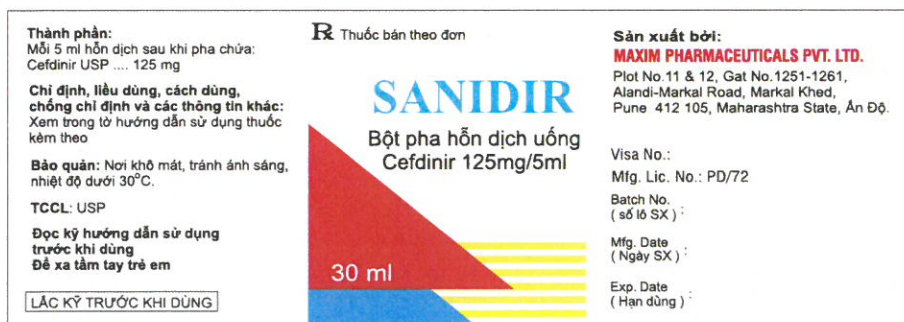 Thành phần:
Mỗi 5 ml hỗn dịch sau khi pha chứa:
Cefdinir USP .... 125 mg
Chỉ định, liều dùng, cách dùng,
chống chỉ định và các thông tin khác:
Xem trong tờ hướng dẫn sử dụng thuốc
kèm theo
Bảo quản: Nơi khô mát, tránh ánh sáng,
nhiệt độ dưới 30°C.
TCCL: USP
Đọc kỹ hướng dẫn sử dụng
trước khi dùng
Để xa tầm tay trẻ em
LẮC KỸ TRƯỚC KHI DÙNG
℞ Thuốc bán theo đơn
SANIDIR
Bột pha hỗn dịch uống
Cefdinir 125mg/5ml
30 ml
Sản xuất bởi:
MAXIM PHARMACEUTICALS PVT. LTD.
Plot No.11 & 12, Gat No.1251-1261,
Alandi-Markal Road, Markal Khed,
Pune 412 105, Maharashtra State, Ấn Độ.
Visa No.:
Mfg. Lic. No.: PD/72
Batch No.
( số lô SX ) :
Mfg. Date
( Ngày SX ) :
Exp. Date
( Hạn dùng ) :